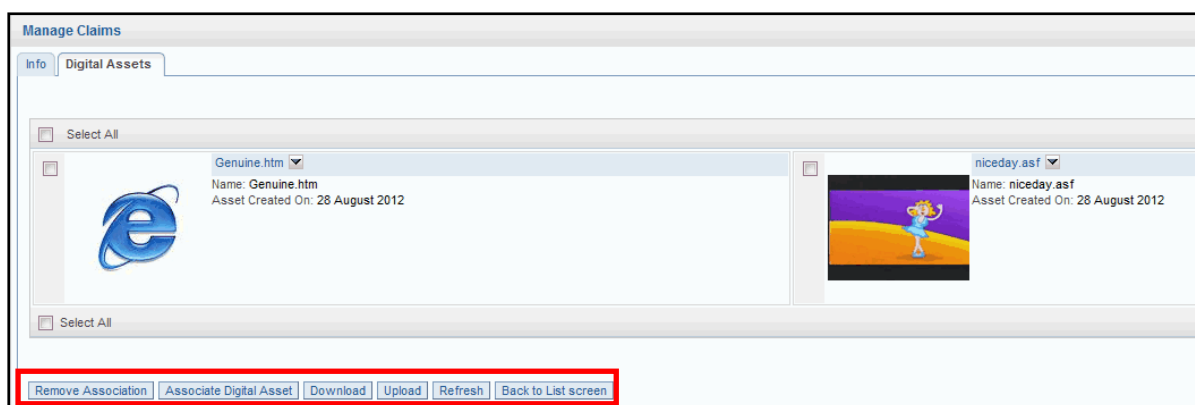 Manage Claims
Info Digital Assets
Select All
Genuine.htm
Name: Genuine.htm
Asset Created On: 28 August 2012
niceday.asf
Name: niceday.asf
Asset Created On: 28 August 2012
Select All
Remove Association Associate Digital Asset Download Upload Refresh Back to List screen